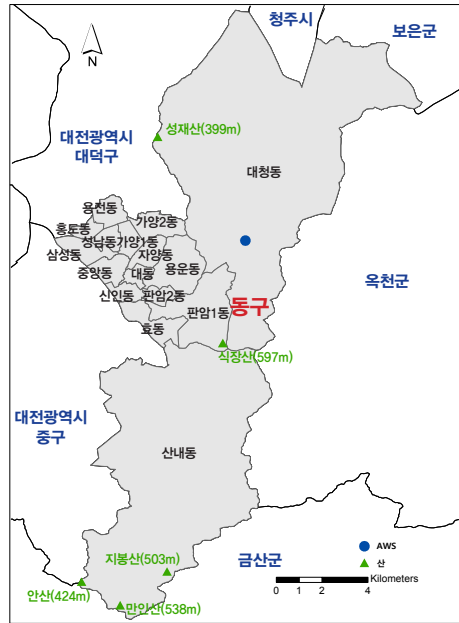 청주시
보은군
N
성재산(399m)
대전광역시
대덕구
대청동
용전동
가양2동
홍도동
성남동
가양1동
삼성동
자양동
중앙동
대동
용운동
옥천군
신인동
판암2동
판암1동
동구
효동
식장산(597m)
대전광역시
중구
산내동
지봉산(503m)
금산군
AWS
산
안산(424m)
만인산(538m)
Kilometers
0 1 2 4